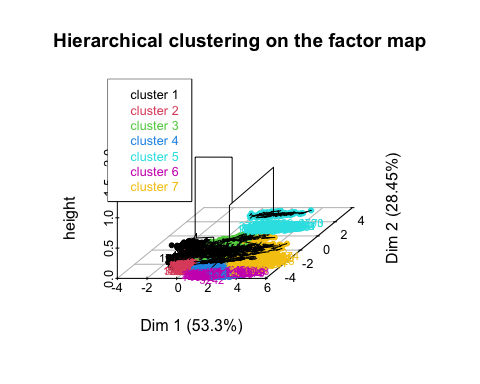 Hierarchical clustering on the factor map
cluster 1
cluster 2
cluster 3
cluster 4
cluster 5
cluster 6
cluster 7
height
0.0 0.5 1.0
-4 -2 0 2 4 6
-4 -2 0 2 4
Dim 1 (53.3%)
Dim 2 (28.45%)